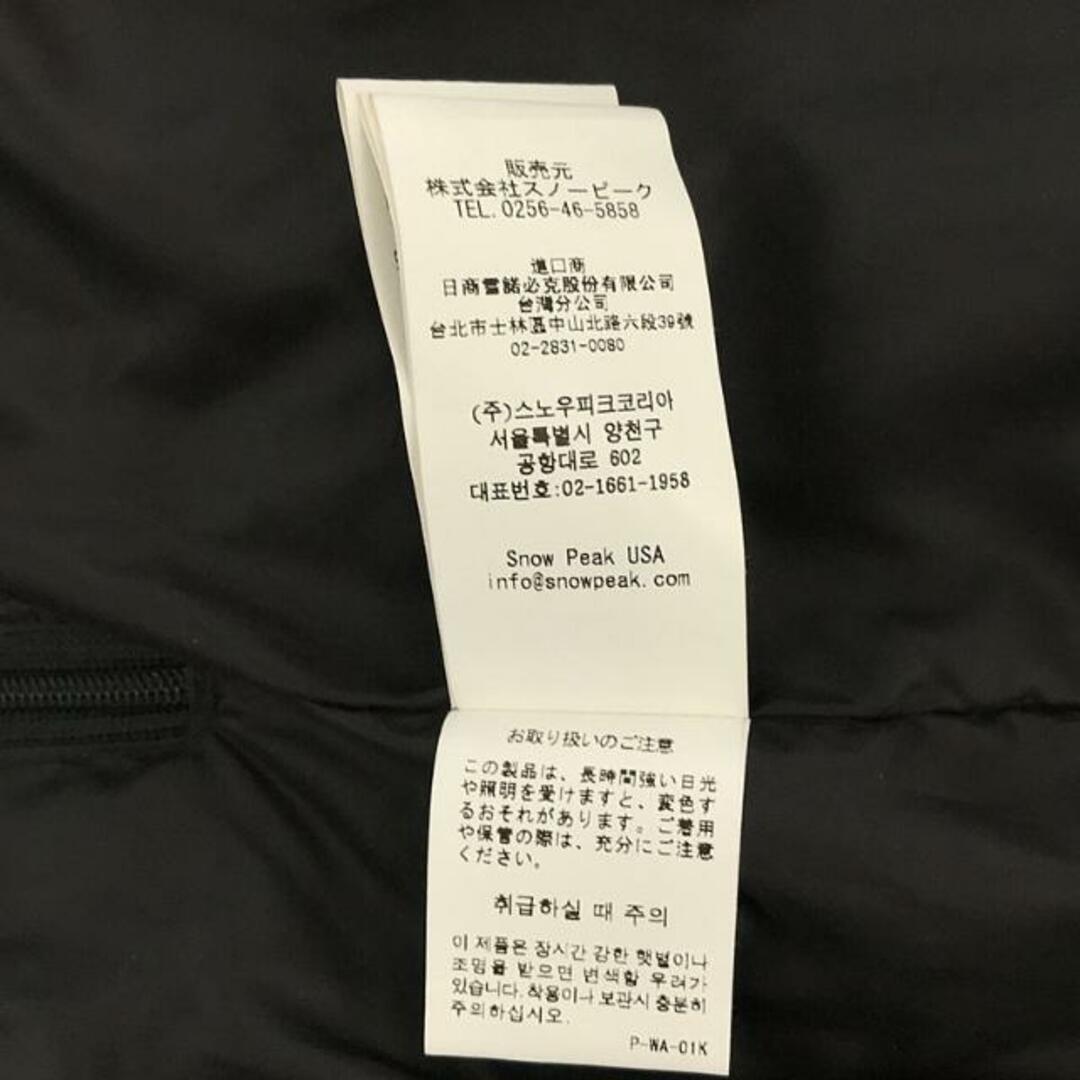 販売元
株式会社スノーピーク
TEL.0256-46-5858
進口商
日商雪諾必克股份有限公司
台灣分公司
台北市士林區中山北路六段39號
02-2831-0080
(주)스노우피크코리아
서울특별시 양천구
공항대로 602
대표번호:02-1661-1958
Snow Peak USA
info@snowpeak.com
お取り扱いのご注意
この製品は、長時間強い日光
や照明を受けますと、変色す
るおそれがあります。ご着用
や保管の際は、充分にご注意
ください。
취급하실 때 주의
이 제품은 장시간 강한 햇볕이나
조명을 받으면 변색할 우려가
있습니다.착용이나 보관시 충분히
주의하십시오.
P-WA-01K